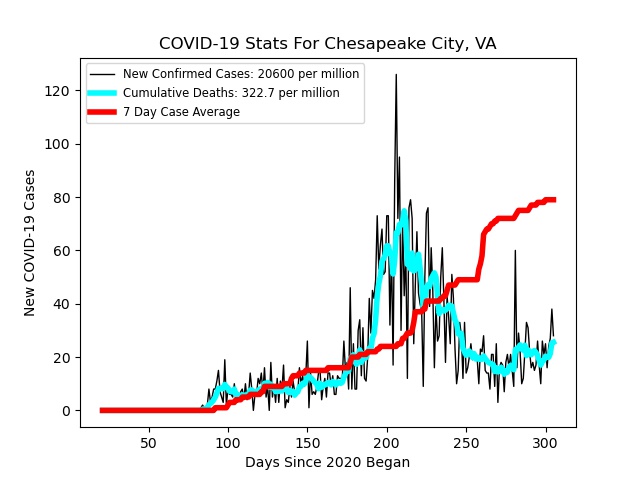 COVID-19 Stats For Chesapeake City, VA
New Confirmed Cases: 20600 per million
Cumulative Deaths: 322.7 per million
7 Day Case Average
New COVID-19 Cases
120
100
80
60
40
20
0
50 100 150 200 250 300
Days Since 2020 Began